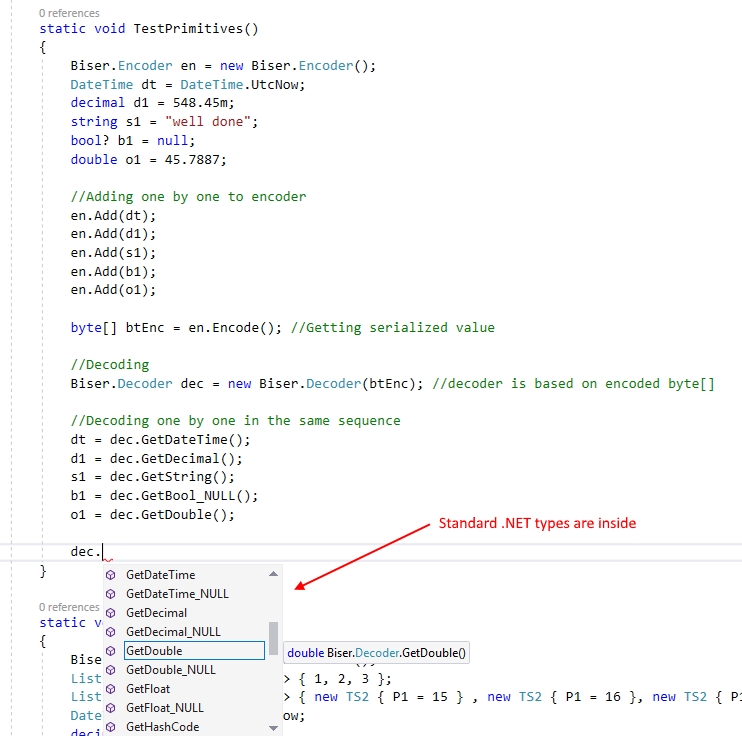 0 references
static void TestPrimitives()
{
Biser.Encoder en = new Biser.Encoder();
DateTime dt = DateTime.UtcNow;
decimal d1 = 548.45m;
string s1 = "well done";
bool? b1 = null;
double o1 = 45.7887;
//Adding one by one to encoder
en.Add(dt);
en.Add(d1);
en.Add(s1);
en.Add(b1);
en.Add(o1);
byte[] btEnc = en.Encode(); //Getting serialized value
//Decoding
Biser.Decoder dec = new Biser.Decoder(btEnc); //decoder is based on encoded byte[]
//Decoding one by one in the same sequence
dt = dec.GetDateTime();
d1 = dec.GetDecimal();
s1 = dec.GetString();
b1 = dec.GetBool_NULL();
o1 = dec.GetDouble();
Standard .NET types are inside
dec.
}
GetDateTime
GetDateTime_NULL
GetDecimal
GetDecimal_NULL
GetDouble
GetDouble_NULL
GetFloat
GetFloat_NULL
GetHashCode
double Biser.Decoder.GetDouble()
0 references
static v
{
Bise
List > { 1, 2, 3 };
List > { new TS2 { P1 = 15 } , new TS2 { P1 = 16 }, new TS2 { P1
Date ow;
deci